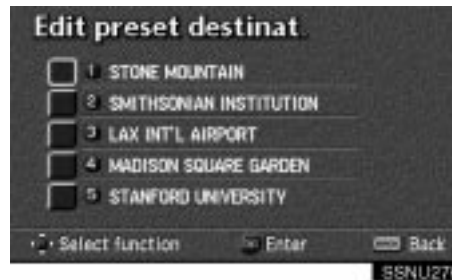 Edit preset destinat.
1 STONE MOUNTAIN
2 SMITHSONIAN INSTITUTION
3 LAX INT'L AIRPORT
4 MADISON SQUARE GARDEN
5 STANFORD UNIVERSITY
Select function Enter Back